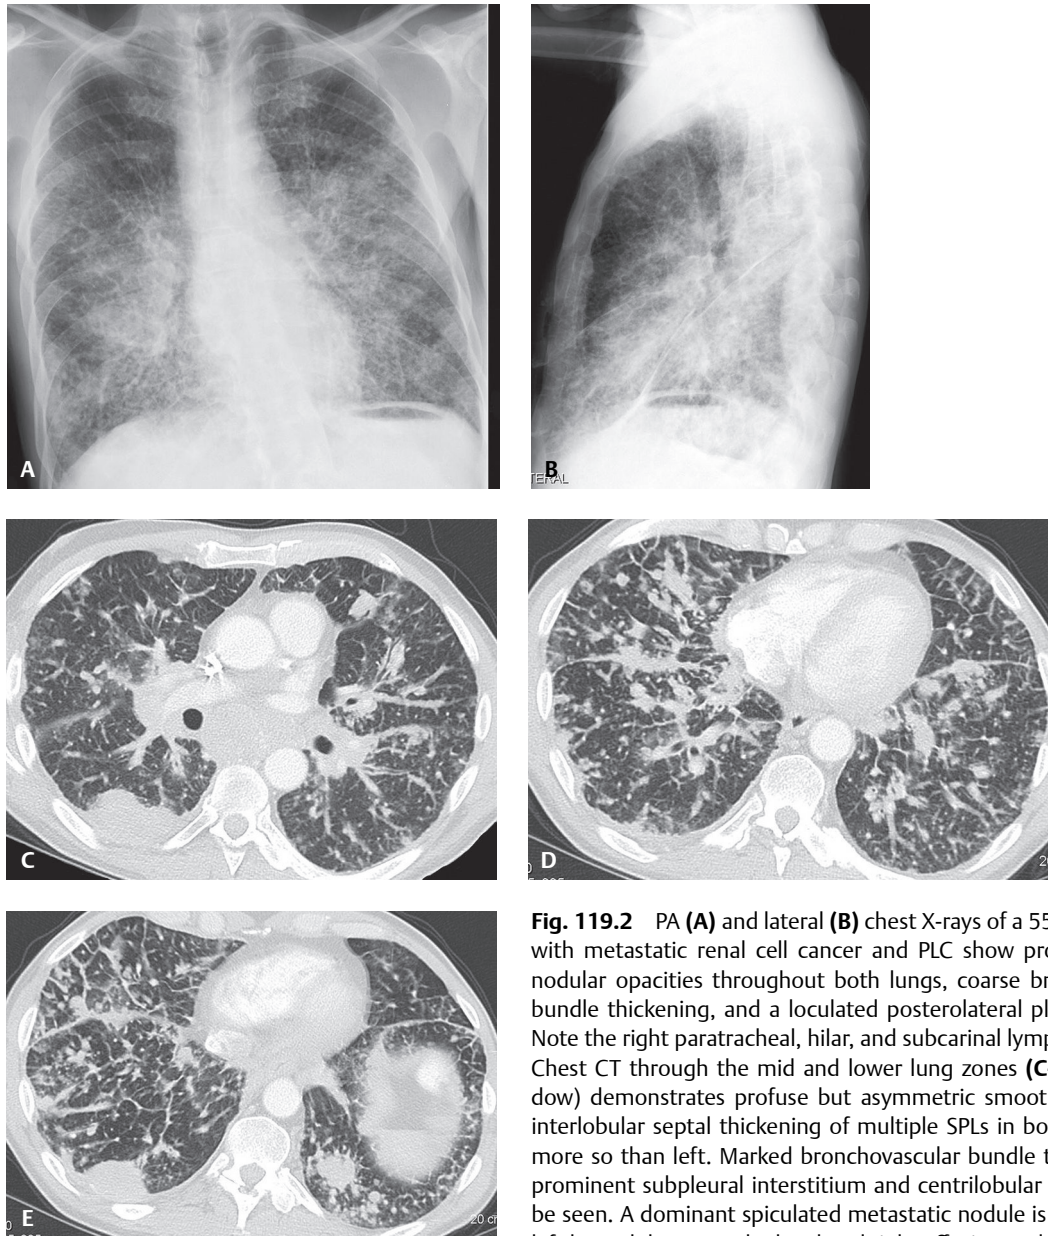 A
B
TERAL
C
D
E
20 cm
Fig. 119.2 PA (A) and lateral (B) chest X-rays of a 55
with metastatic renal cell cancer and PLC show pro
nodular opacities throughout both lungs, coarse br
bundle thickening, and a loculated posterolateral pl
Note the right paratracheal, hilar, and subcarinal lymp
Chest CT through the mid and lower lung zones (C
dow) demonstrates profuse but asymmetric smoot
interlobular septal thickening of multiple SPLs in bo
more so than left. Marked bronchovascular bundle t
prominent subpleural interstitium and centrilobular
be seen. A dominant spiculated metastatic nodule is